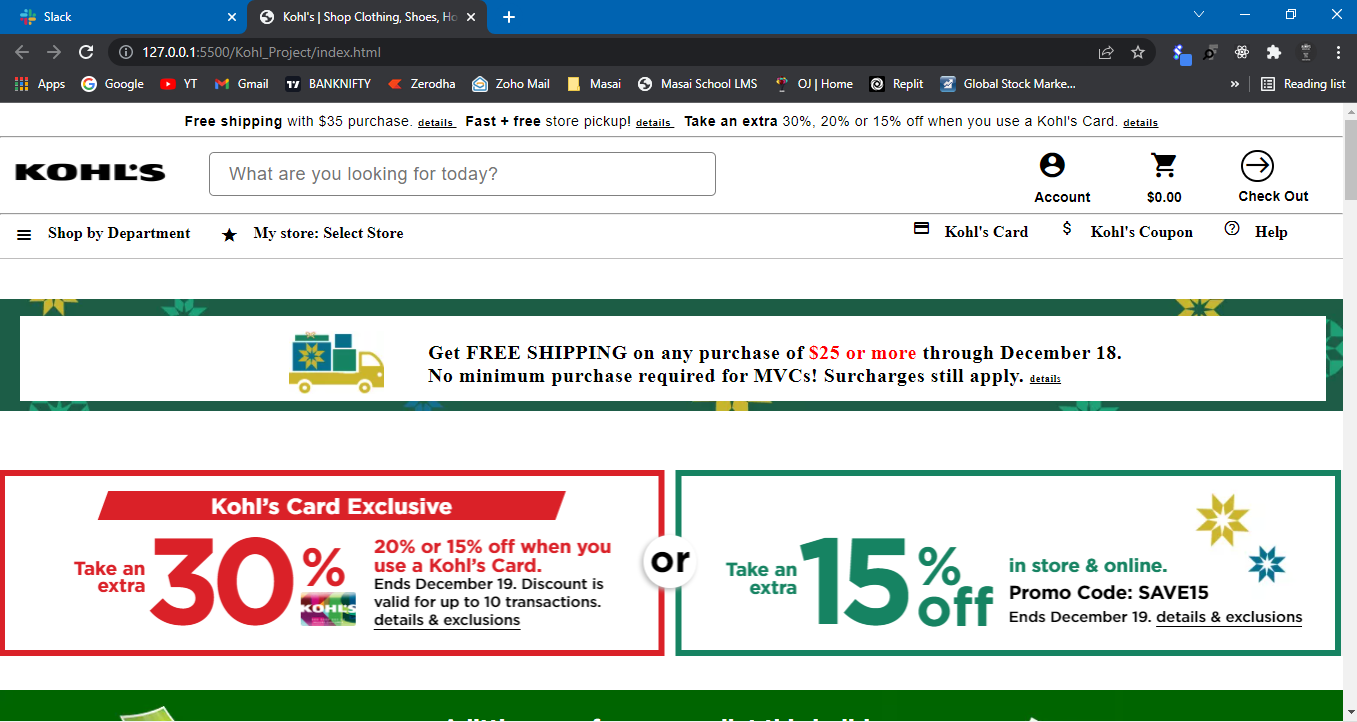 Slack
Kohl's | Shop Clothing, Shoes, Ho
127.0.0.1:5500/Kohl_Project/index.html
Apps Google YT Gmail BANKNIFTY Zerodha Zoho Mail Masai Masai School LMS OJ | Home Replit Global Stock Marke... » Reading list
Free shipping with $35 purchase. details Fast + free store pickup! details Take an extra 30%, 20% or 15% off when you use a Kohl's Card. details
KOHL'S
What are you looking for today?
Account
$0.00
Check Out
Shop by Department
My store: Select Store
Kohl's Card
$ Kohl's Coupon
Help
Get FREE SHIPPING on any purchase of $25 or more through December 18.
No minimum purchase required for MVCs! Surcharges still apply. details
Kohl's Card Exclusive
Take an
extra
30%
KOHL'S
20% or 15% off when you
use a Kohl's Card.
Ends December 19. Discount is
valid for up to 10 transactions.
details & exclusions
or
Take an
extra
15%
off
in store & online.
Promo Code: SAVE15
Ends December 19. details & exclusions